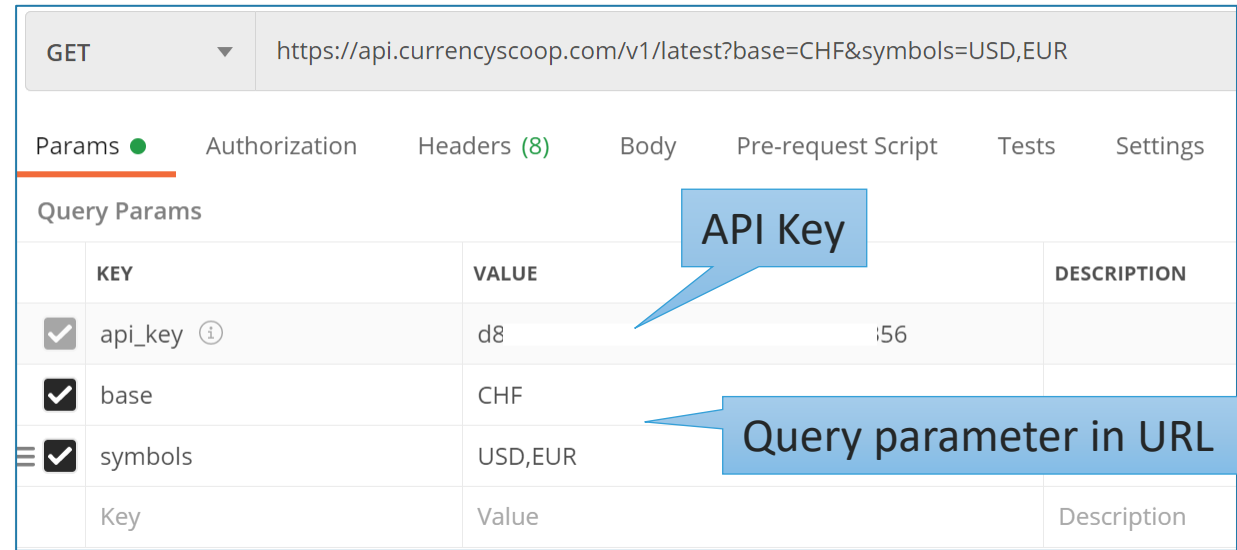 GET https://api.currencyscoop.com/v1/latest?base=CHF&symbols=USD,EUR
Params Authorization Headers (8) Body Pre-request Script Tests Settings
Query Params
API Key
KEY VALUE DESCRIPTION
api_key d8 56
base CHF
Query parameter in URL
symbols USD,EUR
Key Value Description